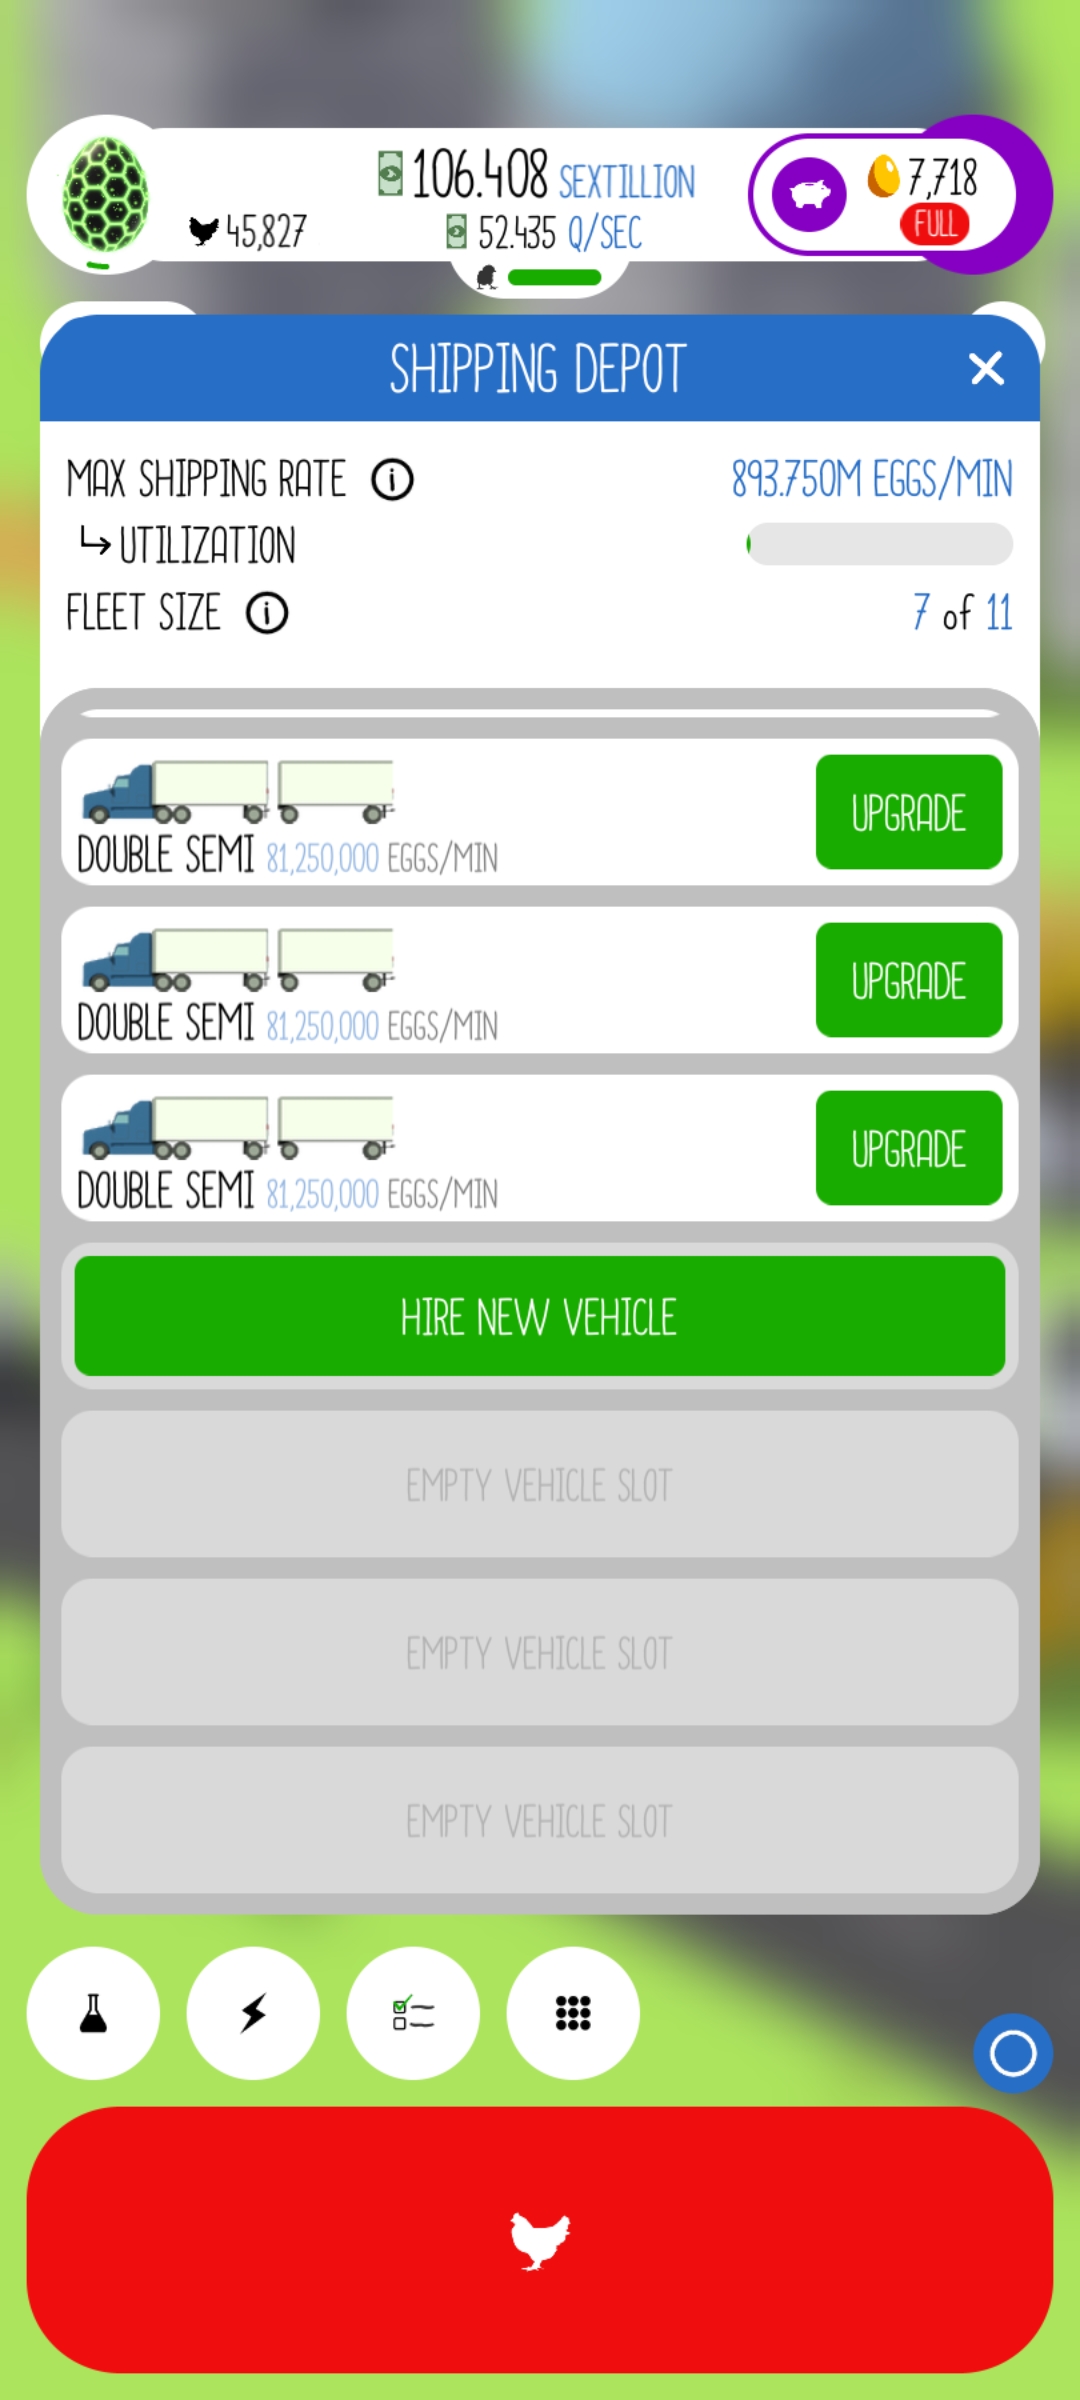 106.408 SEXTILLION
45,827
52.435 Q/SEC
7,718
FULL
SHIPPING DEPOT
MAX SHIPPING RATE 893.750M EGGS/MIN
UTILIZATION
FLEET SIZE 7 of 11
DOUBLE SEMI 81,250,000 EGGS/MIN
UPGRADE
DOUBLE SEMI 81,250,000 EGGS/MIN
UPGRADE
DOUBLE SEMI 81,250,000 EGGS/MIN
UPGRADE
HIRE NEW VEHICLE
EMPTY VEHICLE SLOT
EMPTY VEHICLE SLOT
EMPTY VEHICLE SLOT